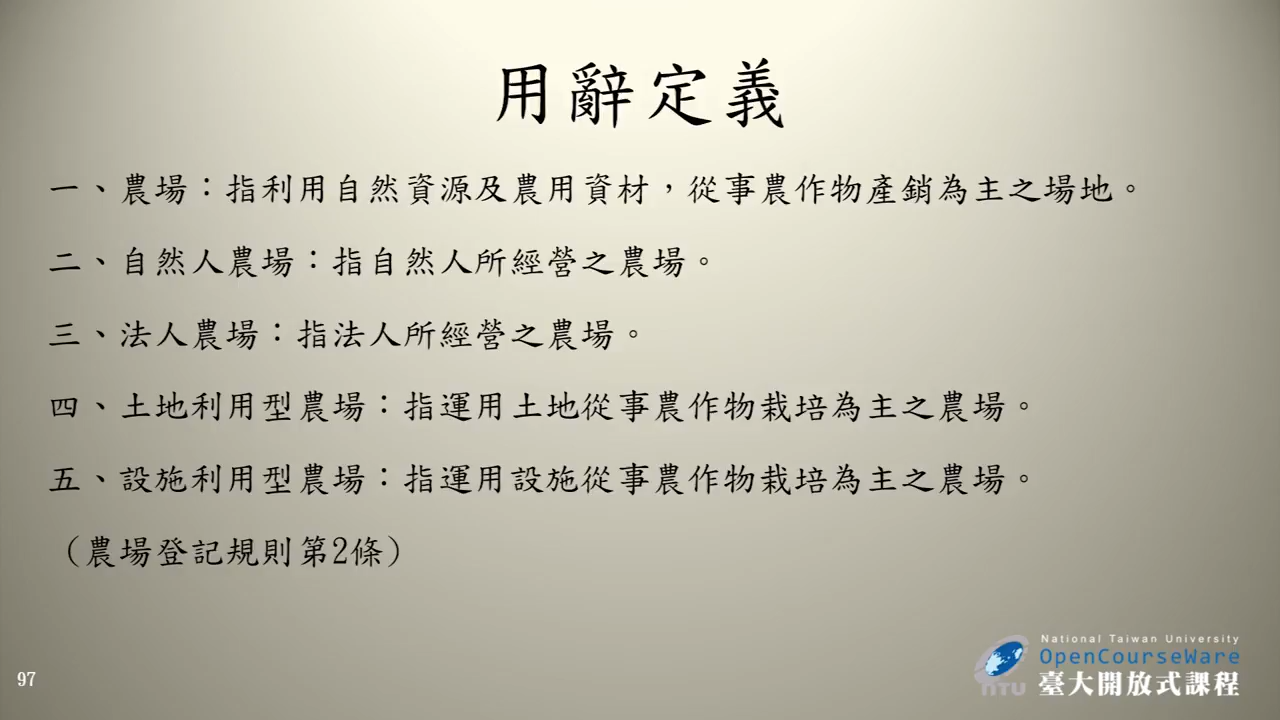 用辭定義
一、農場：指利用自然資源及農用資材，從事農作物產銷為主之場地。
二、自然人農場：指自然人所經營之農場。
三、法人農場：指法人所經營之農場。
四、土地利用型農場：指運用土地從事農作物栽培為主之農場。
五、設施利用型農場：指運用設施從事農作物栽培為主之農場。
（農場登記規則第2條）
National Taiwan University
OpenCourseWare
NTU 臺大開放式課程
97